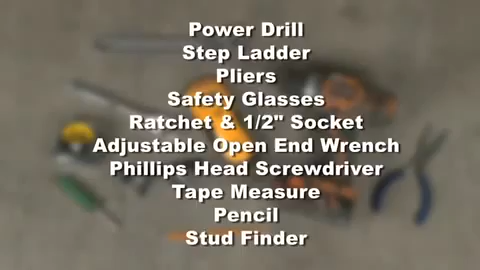 Power Drill
Step Ladder
Pliers
Safety Glasses
Ratchet & 1/2" Socket
Adjustable Open End Wrench
Phillips Head Screwdriver
Tape Measure
Pencil
Stud Finder